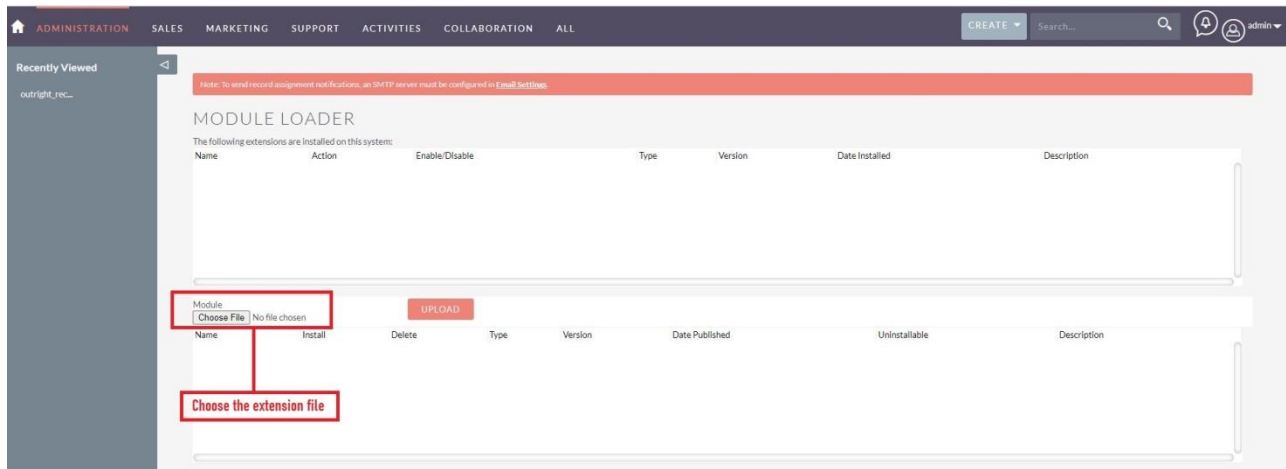 ADMINISTRATION SALES MARKETING SUPPORT ACTIVITIES COLLABORATION ALL CREATE Search... admin
Recently Viewed
outright_rec...
Note: To send record assignment notifications, an SMTP server must be configured in Email Settings.
MODULE LOADER
The following extensions are installed on this system:
Name Action Enable/Disable Type Version Date Installed Description
Module
Choose File No file chosen UPLOAD
Name Install Delete Type Version Date Published Uninstallable Description
Choose the extension file